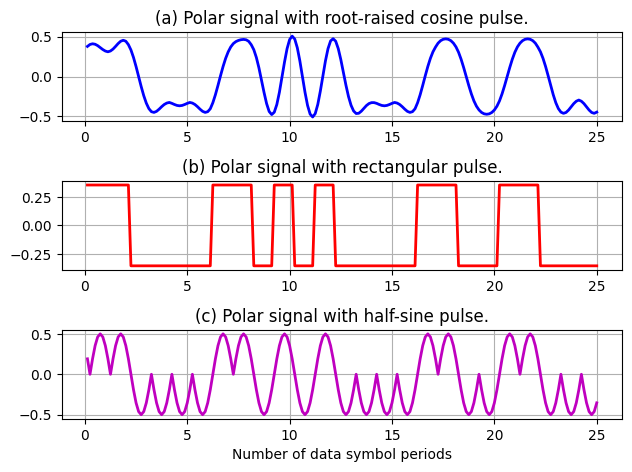 (a) Polar signal with root-raised cosine pulse.
0.5
0.0
−0.5
0 5 10 15 20 25
(b) Polar signal with rectangular pulse.
0.25
0.00
−0.25
0 5 10 15 20 25
(c) Polar signal with half-sine pulse.
0.5
0.0
−0.5
0 5 10 15 20 25
Number of data symbol periods